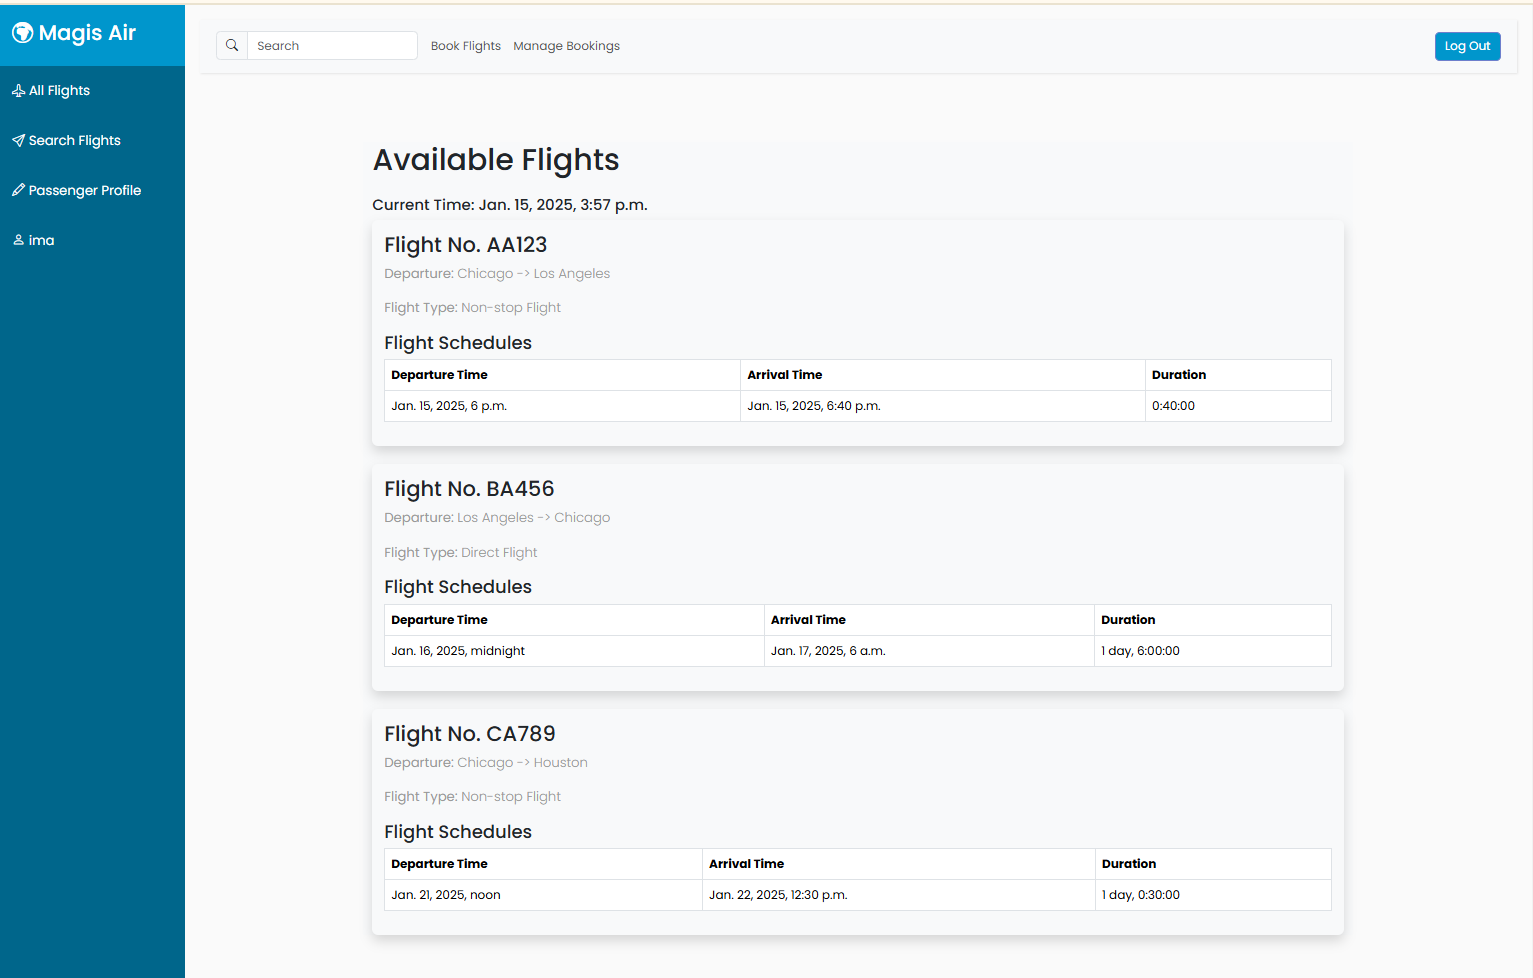 Magis Air
All Flights
Search Flights
Passenger Profile
ima
Search Book Flights Manage Bookings Log Out
Available Flights
Current Time: Jan. 15, 2025, 3:57 p.m.
Flight No. AA123
Departure: Chicago -> Los Angeles
Flight Type: Non-stop Flight
Flight Schedules
Departure Time Arrival Time Duration
Jan. 15, 2025, 6 p.m. Jan. 15, 2025, 6:40 p.m. 0:40:00
Flight No. BA456
Departure: Los Angeles -> Chicago
Flight Type: Direct Flight
Flight Schedules
Departure Time Arrival Time Duration
Jan. 16, 2025, midnight Jan. 17, 2025, 6 a.m. 1 day, 6:00:00
Flight No. CA789
Departure: Chicago -> Houston
Flight Type: Non-stop Flight
Flight Schedules
Departure Time Arrival Time Duration
Jan. 21, 2025, noon Jan. 22, 2025, 12:30 p.m. 1 day, 0:30:00